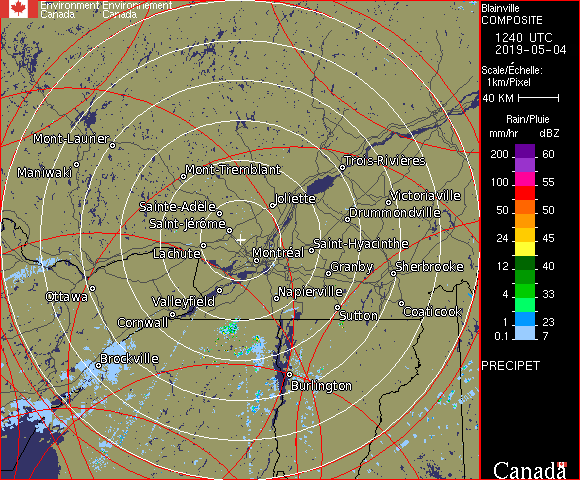 Environment Environnement
Canada Canada
Blainville
COMPOSITE
1240 UTC
2019-05-04
Scale/Échelle:
1km/Pixel
40 KM
Rain/Pluie
mm/hr dBZ
200 60
150 57
100 55
50 50
24 45
12 40
4 33
1 23
0.1 7
PRECIPET
Canada
Mont-Laurier
Maniwaki
Mont-Tremblant
Trois-Rivières
Sainte-Adèle
Joliette
Victoriaville
Drummondville
Saint-Jérôme
Lachute
Montréal
Saint-Hyacinthe
Granby
Sherbrooke
Ottawa
Valleyfield
Napierville
Cornwall
Sutton
Coaticook
Brockville
Burlington